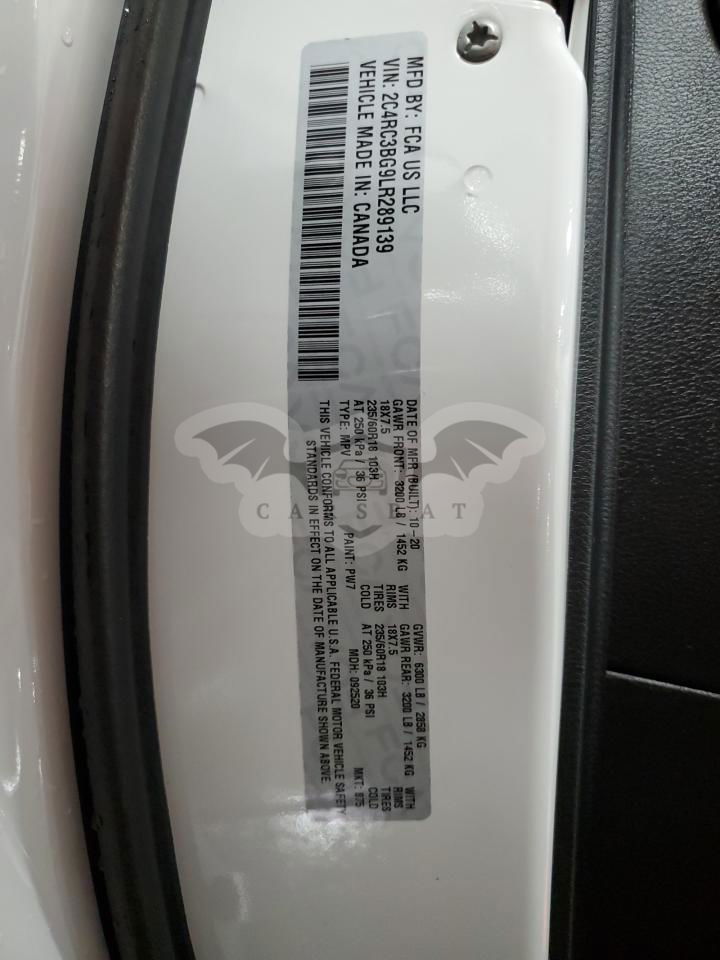 MFD BY: FCA US LLC
VIN: 2C4RC3BG9LR289139
VEHICLE MADE IN: CANADA
DATE OF MFR (BUILT): 10-20 GVWR: 6300 LB / 2858 KG
GAWR FRONT: 3200 LB / 1452 KG WITH GAWR REAR: 3200 LB / 1452 KG WITH
18X7.5 RIMS 18X7.5 RIMS
235/60R18 103H TIRES 235/60R18 103H TIRES
AT 250 kPa / 36 PSI COLD AT 250 kPa / 36 PSI COLD
TYPE: MPV PAINT: PW7 MDH: 092520 MKT:
THIS VEHICLE CONFORMS TO ALL APPLICABLE U.S.A. FEDERAL MOTOR VEHICLE SAFETY
STANDARDS IN EFFECT ON THE DATE OF MANUFACTURE SHOWN ABOVE.
CARSEAT